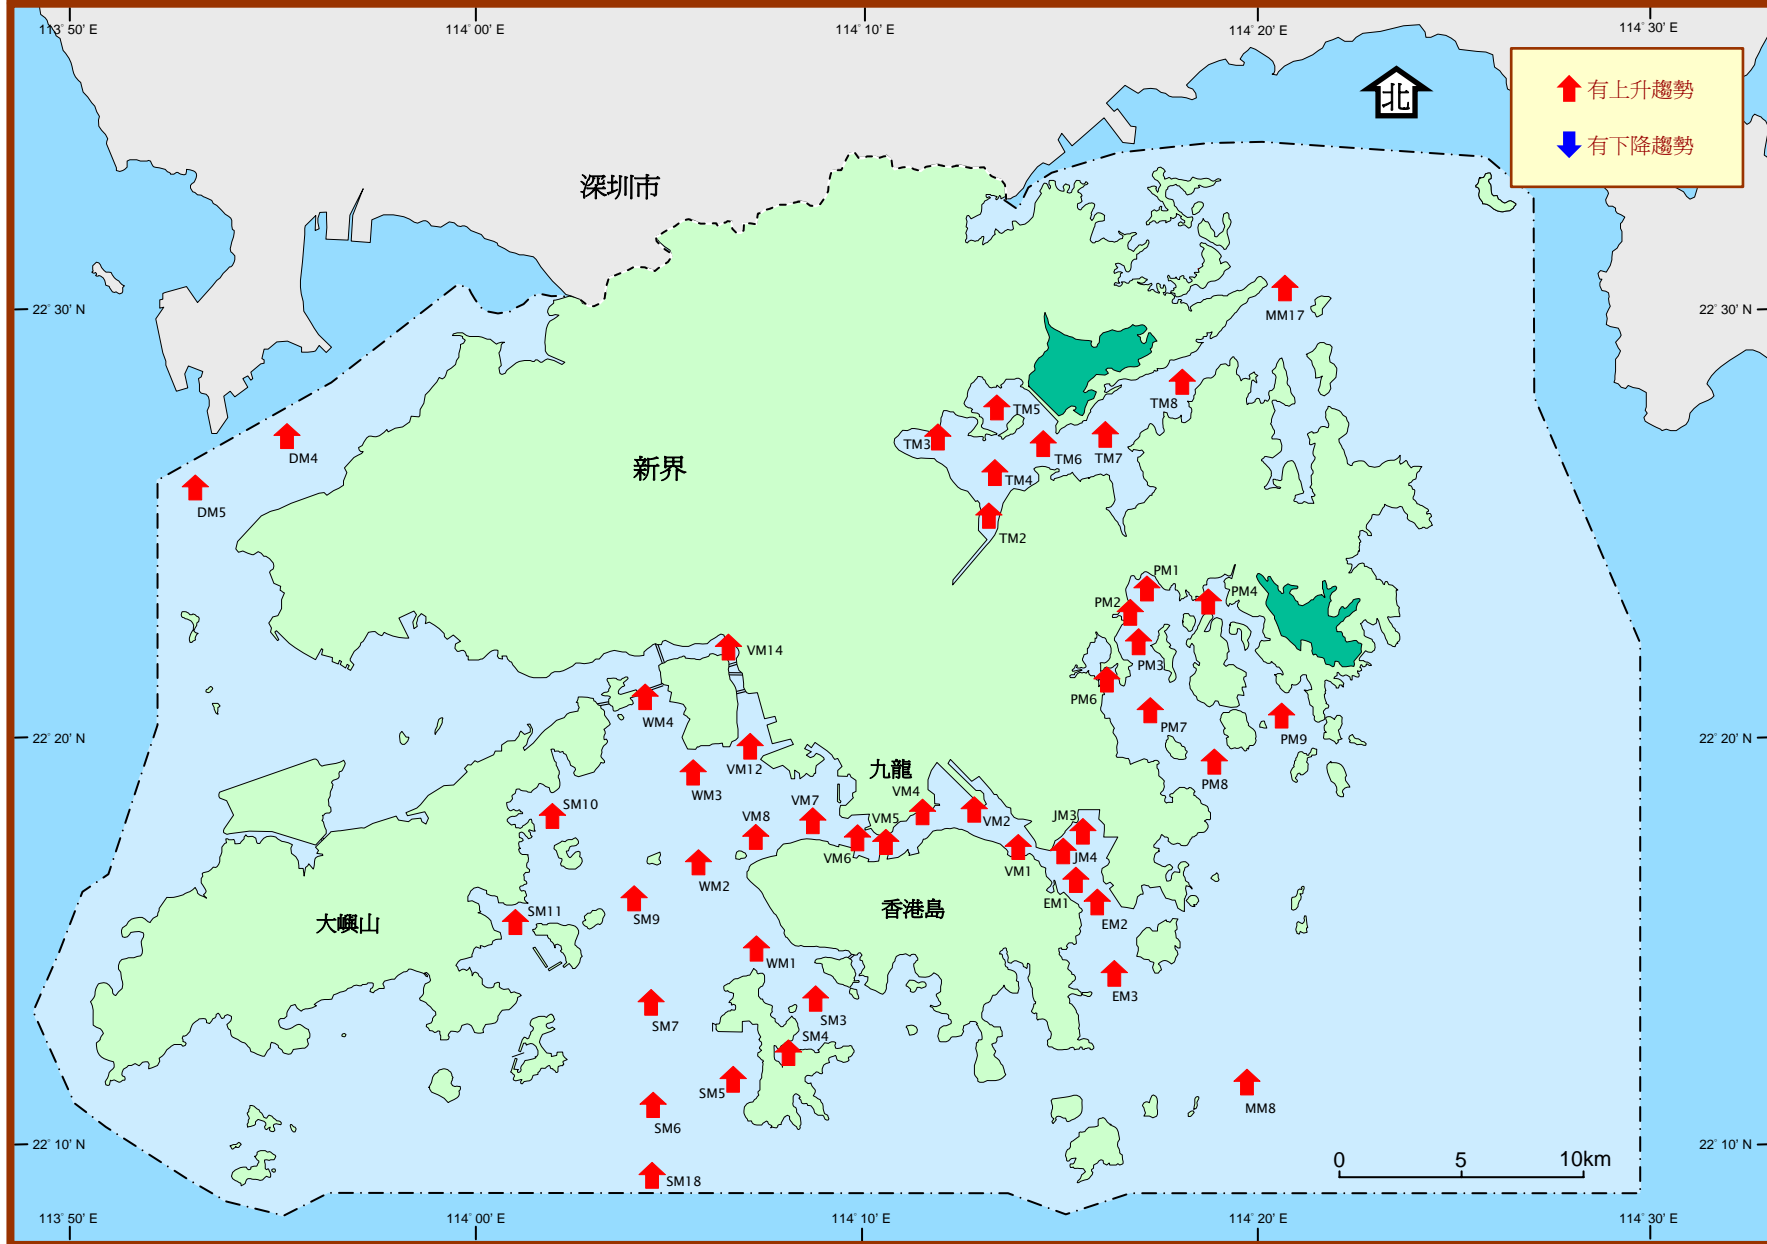 113° 50' E
114° 00' E
114° 10' E
114° 20' E
114° 30' E
北
有上升趨勢
有下降趨勢
深圳市
22° 30' N
22° 30' N
MM17
TM8
TM5
TM3
TM6
TM7
DM4
新界
TM4
DM5
TM2
PM1
PM2
PM4
VM14
PM3
PM6
WM4
PM7
PM9
22° 20' N
22° 20' N
VM12
九龍
WM3
PM8
VM4
SM10
VM7
VM8
VM5
VM2
JM3
VM6
VM1
JM4
WM2
EM1
香港島
SM9
SM11
大嶼山
EM2
WM1
EM3
SM3
SM7
SM4
SM5
MM8
SM6
22° 10' N
22° 10' N
0 5 10km
SM18
113° 50' E
114° 00' E
114° 10' E
114° 20' E
114° 30' E